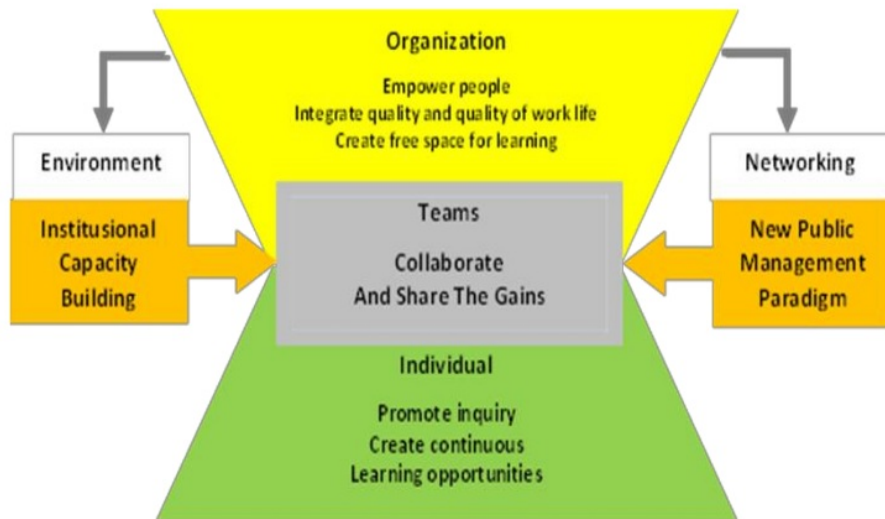 Organization
Empower people
Integrate quality and quality of work life
Create free space for learning
Environment
Institusional
Capacity
Building
Teams
Collaborate
And Share The Gains
Networking
New Public
Management
Paradigm
Individual
Promote inquiry
Create continuous
Learning opportunities